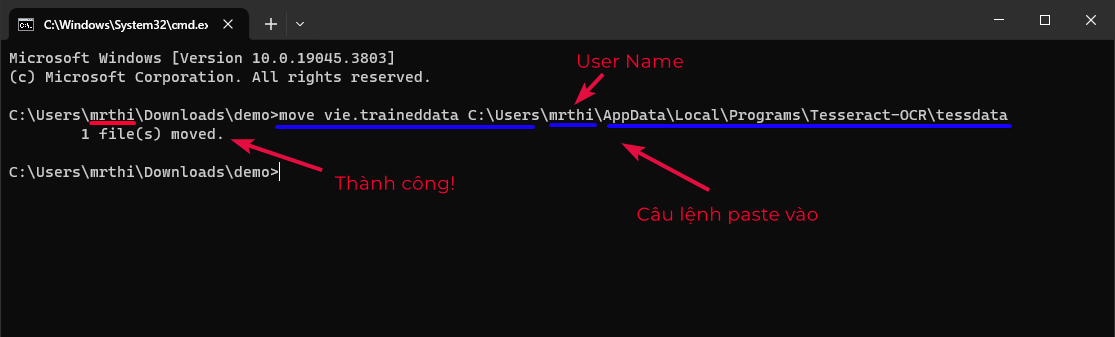 C:\Windows\System32\cmd.ex
Microsoft Windows [Version 10.0.19045.3803]
(c) Microsoft Corporation. All rights reserved.
User Name
C:\Users\mrthi\Downloads\demo>move vie.traineddata C:\Users\mrthi\AppData\Local\Programs\Tesseract-OCR\tessdata
1 file(s) moved.
C:\Users\mrthi\Downloads\demo>
Thành công!
Câu lệnh paste vào